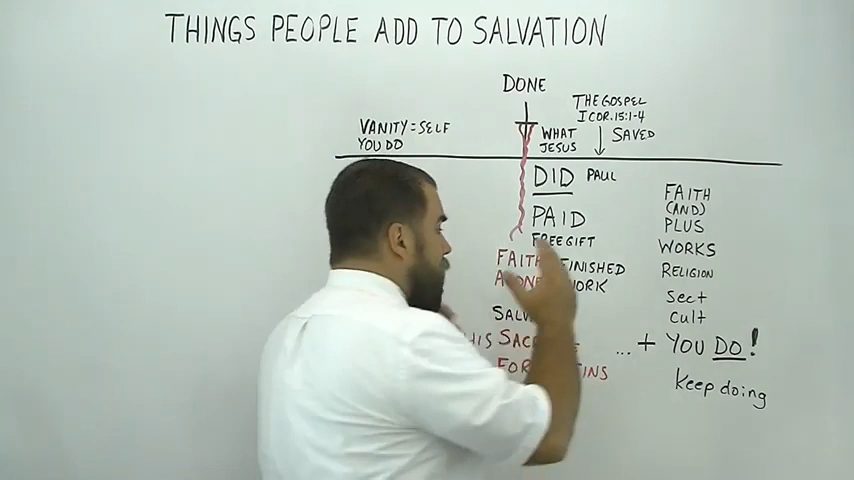 THINGS PEOPLE ADD TO SALVATION
DONE
THE GOSPEL
I COR. 15:1-4
SAVED
VANITY = SELF
YOU DO
WHAT
JESUS
DID PAUL
PAID
FREE GIFT
FAITH FINISHED
ALONE WORK
FAITH
(AND)
PLUS
WORKS
RELIGION
SECT
CULT
... + YOU DO!
Keep doing